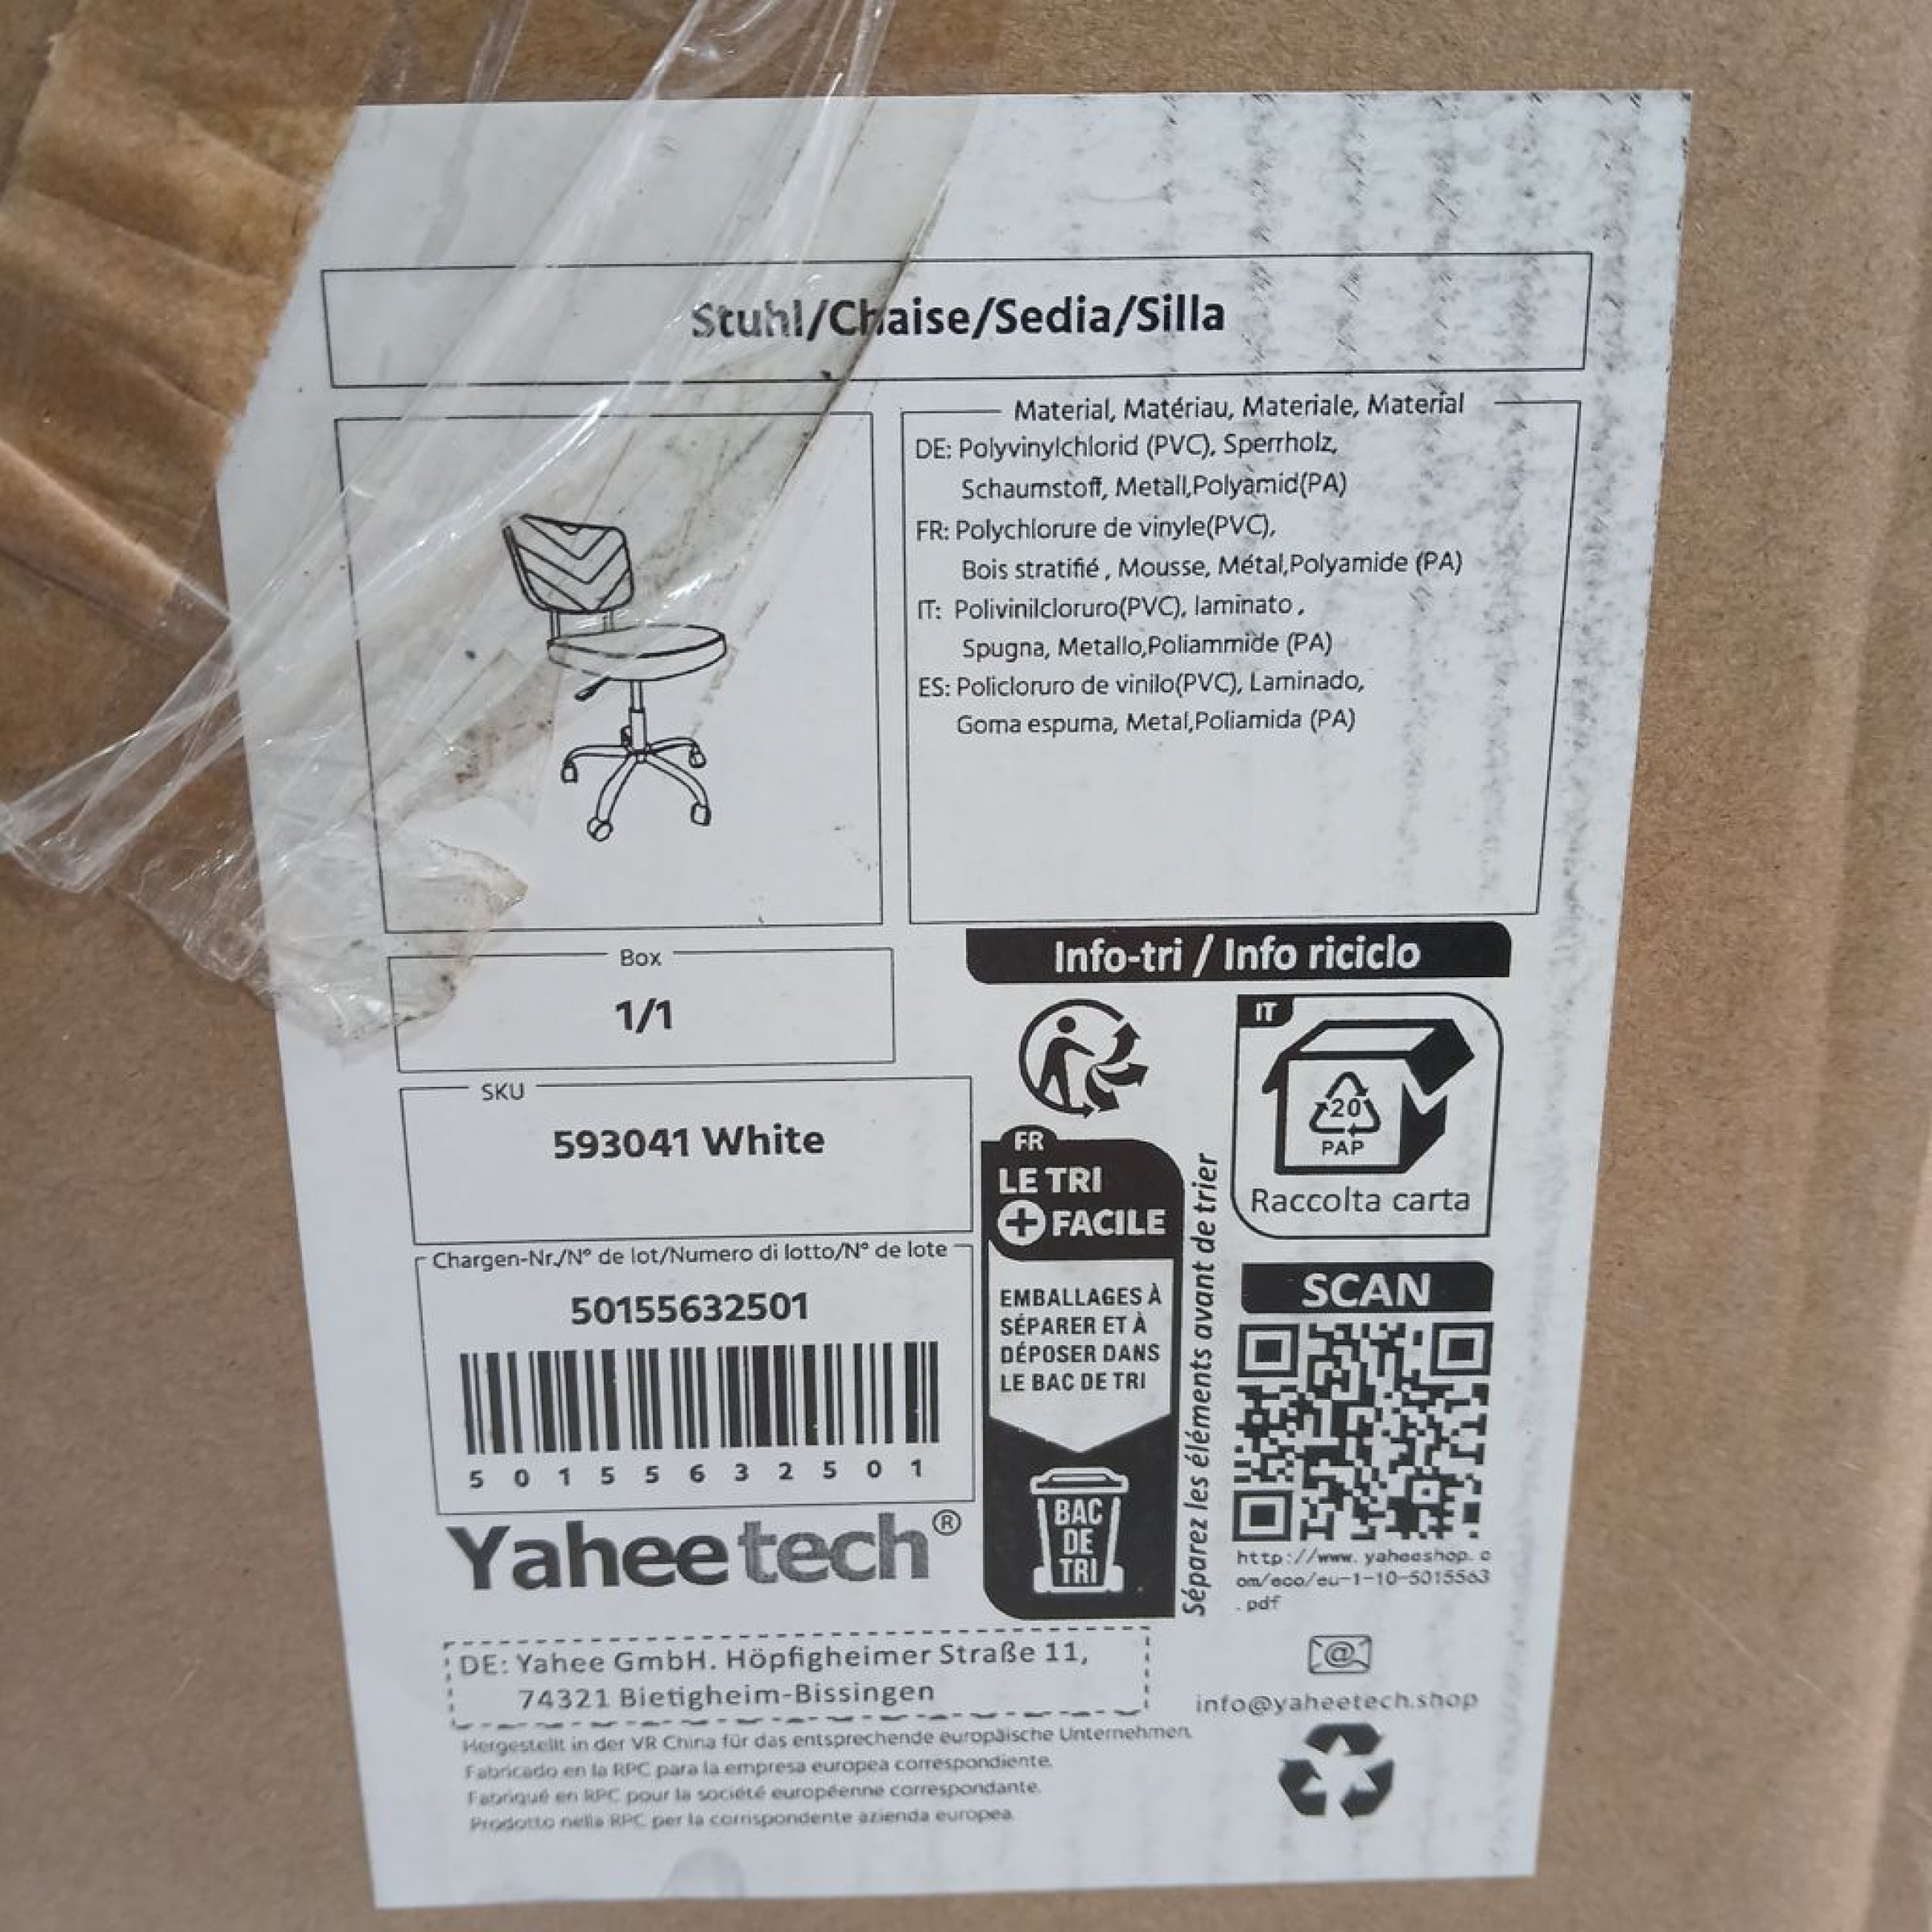 Stuhl/Chaise/Sedia/Silla
Material, Matériau, Materiale, Material
DE: Polyvinylchlorid (PVC), Sperrholz,
Schaumstoff, Metall,Polyamid(PA)
FR: Polychlorure de vinyle(PVC),
Bois stratifié , Mousse, Métal,Polyamide (PA)
IT: Polivinilcloruro(PVC), laminato ,
Spugna, Metallo,Poliammide (PA)
ES: Policloruro de vinilo(PVC), Laminado,
Goma espuma, Metal,Poliamida (PA)
Box
1/1
SKU
593041 White
Chargen-Nr./N° de lot/Numero di lotto/N° de lote
50155632501
5 0 1 5 5 6 3 2 5 0 1
Yaheetech®
Info-tri / Info riciclo
FR
LE TRI
+ FACILE
EMBALLAGES À
SÉPARER ET À
DÉPOSER DANS
LE BAC DE TRI
BAC
DE
TRI
Séparez les éléments avant de trier
IT
20
PAP
Raccolta carta
SCAN
http://www.yaheeshop.c
om/eco/eu-1-10-5015563
.pdf
DE: Yahee GmbH. Höpfigheimer Straße 11,
74321 Bietigheim-Bissingen
@
info@yaheetech.shop
Hergestellt in der VR China für das entsprechende europäische Unternehmen.
Fabricado en la RPC para la empresa europea correspondiente.
Fabriqué en RPC pour la société européenne correspondante.
Prodotto nella RPC per la corrispondente azienda europea.